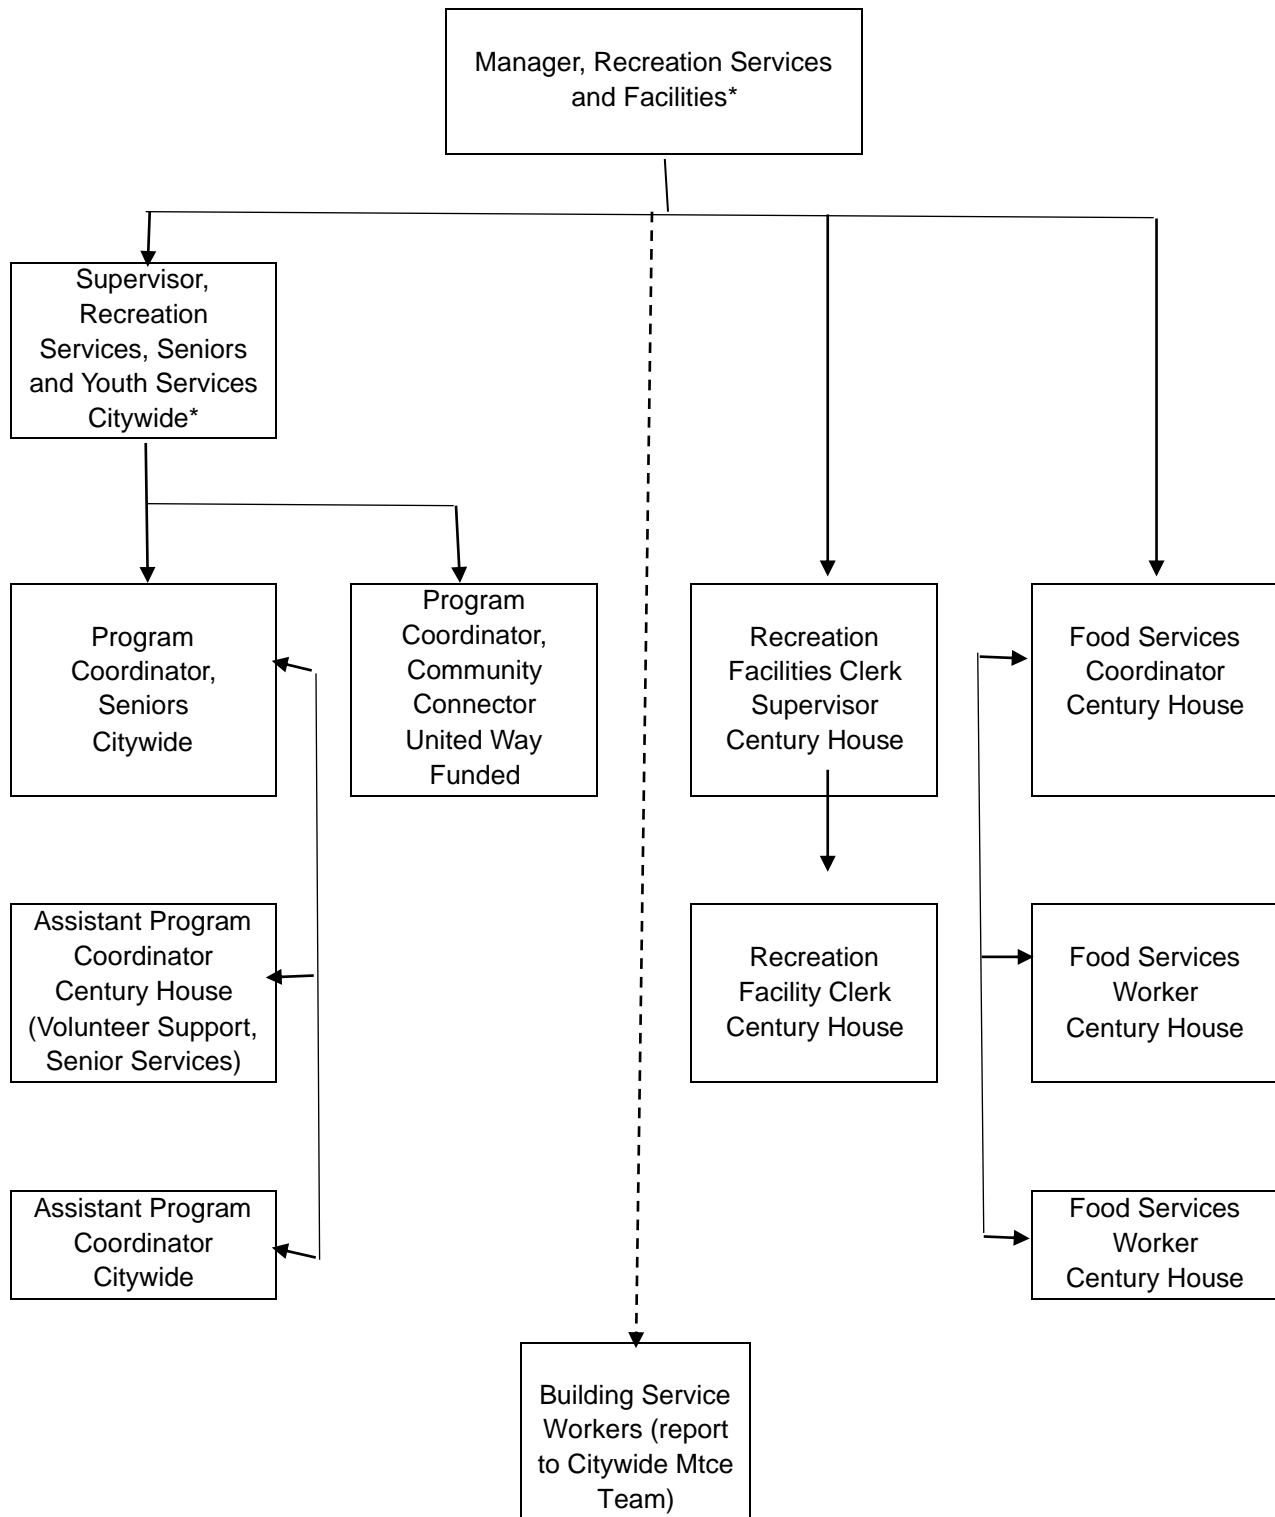 Manager, Recreation Services
and Facilities*
Supervisor,
Recreation
Services, Seniors
and Youth Services
Citywide*
Program
Coordinator,
Seniors
Citywide
Program
Coordinator,
Community
Connector
United Way
Funded
Recreation
Facilities Clerk
Supervisor
Century House
Food Services
Coordinator
Century House
Assistant Program
Coordinator
Century House
(Volunteer Support,
Senior Services)
Recreation
Facility Clerk
Century House
Food Services
Worker
Century House
Assistant Program
Coordinator
Citywide
Food Services
Worker
Century House
Building Service
Workers (report
to Citywide Mtce
Team)